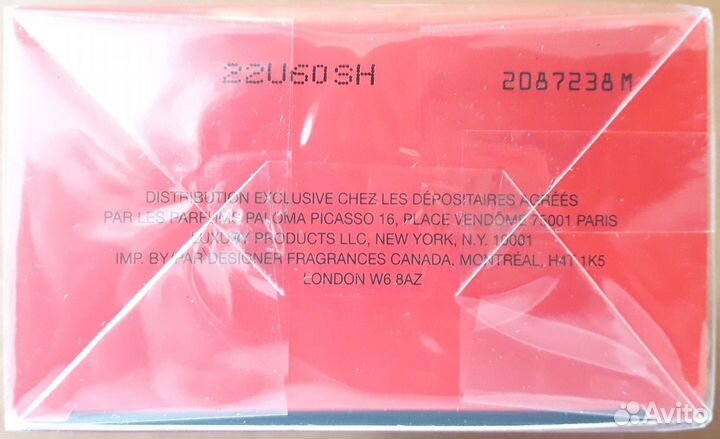 22U60SH 2087238M
DISTRIBUTION EXCLUSIVE CHEZ LES DÉPOSITAIRES AGRÉÉS
PAR LES PARFUMS PALOMA PICASSO 16, PLACE VENDÔME 75001 PARIS
LUXURY PRODUCTS LLC, NEW YORK, N.Y. 10001
IMP. BY/PAR DESIGNER FRAGRANCES CANADA, MONTRÉAL, H4T 1K5
LONDON W6 8AZ
Avito